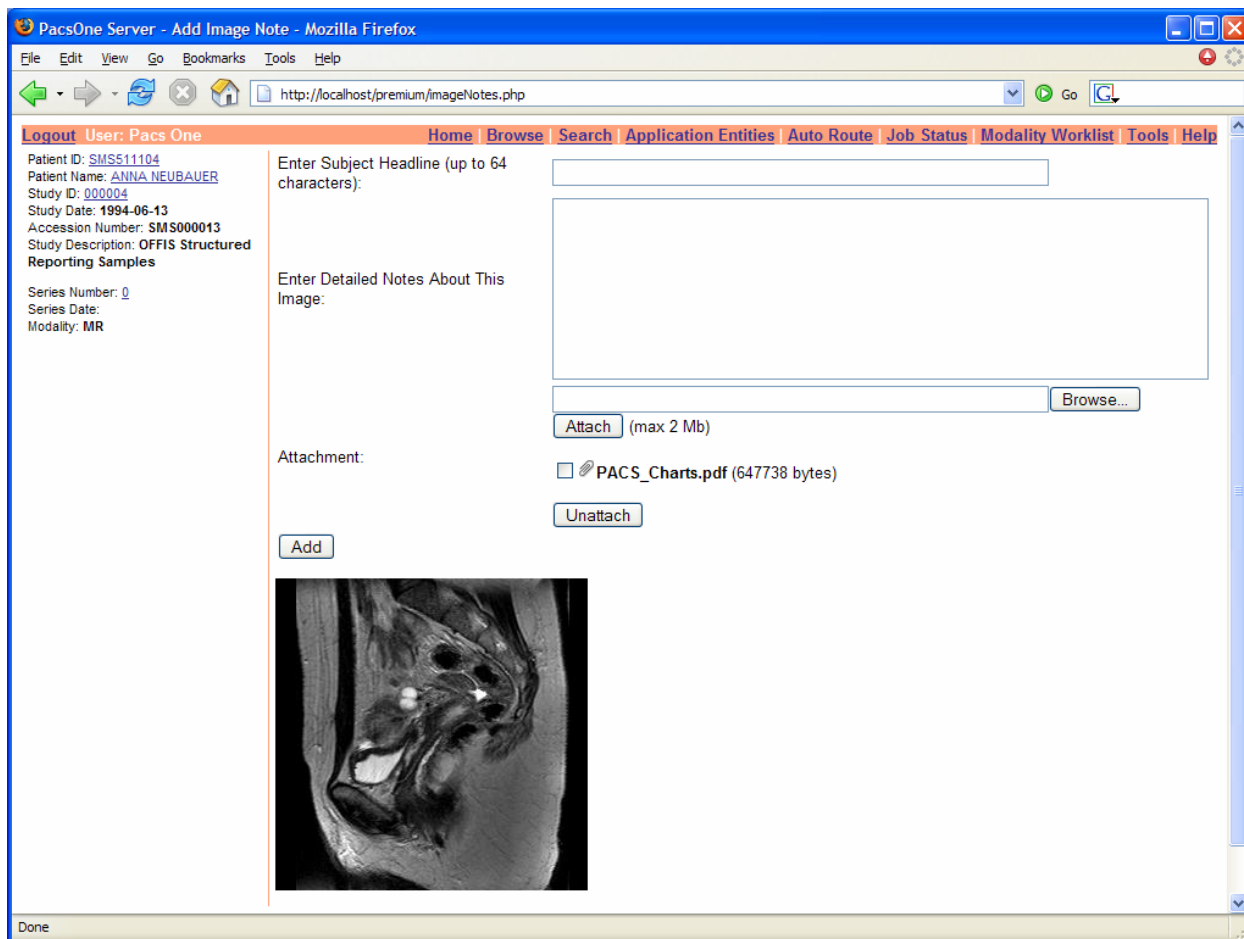 PacsOne Server - Add Image Note - Mozilla Firefox
File Edit View Go Bookmarks Tools Help
http://localhost/premium/imageNotes.php Go G
Logout User: Pacs One Home | Browse | Search | Application Entities | Auto Route | Job Status | Modality Worklist | Tools | Help
Patient ID: SMS511104
Patient Name: ANNA NEUBAUER
Study ID: 000004
Study Date: 1994-06-13
Accession Number: SMS000013
Study Description: OFFIS Structured
Reporting Samples
Series Number: 0
Series Date:
Modality: MR
Enter Subject Headline (up to 64
characters):
Enter Detailed Notes About This
Image:
Browse...
Attach (max 2 Mb)
Attachment:
PACS_Charts.pdf (647738 bytes)
Unattach
Add
Done